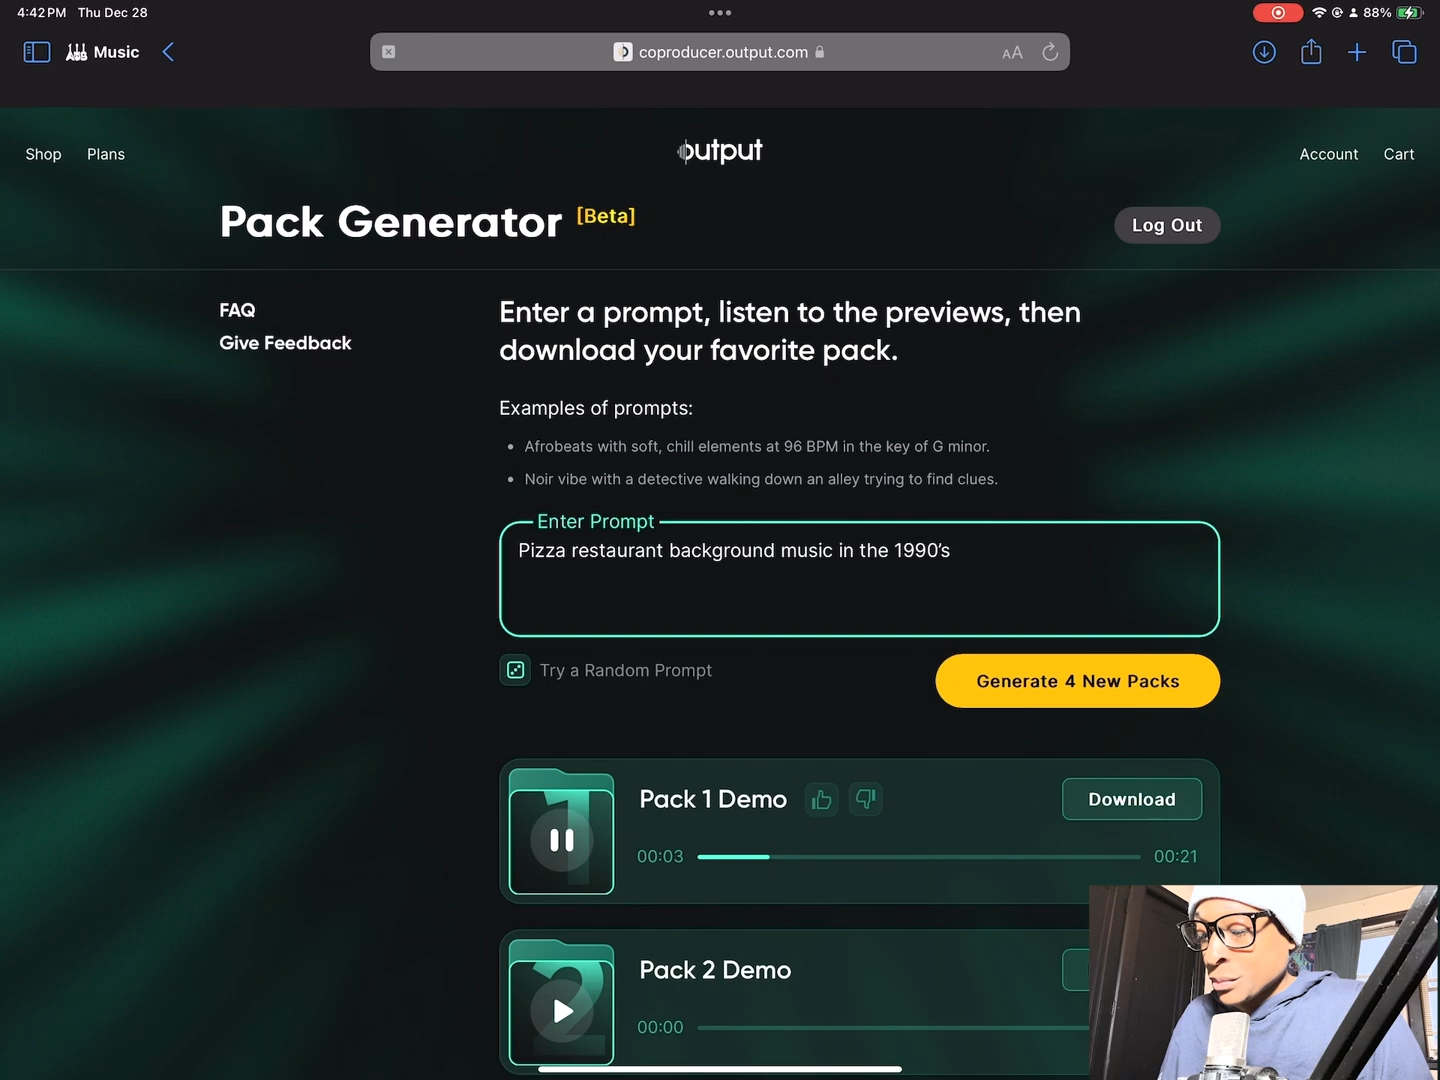 4:42 PM Thu Dec 28
88%
Music
coproducer.output.com
AA
Shop Plans
output
Account Cart
Pack Generator [Beta]
Log Out
FAQ
Give Feedback
Enter a prompt, listen to the previews, then
download your favorite pack.
Examples of prompts:
• Afrobeats with soft, chill elements at 96 BPM in the key of G minor.
• Noir vibe with a detective walking down an alley trying to find clues.
Enter Prompt
Pizza restaurant background music in the 1990’s
Try a Random Prompt
Generate 4 New Packs
1
Pack 1 Demo
Download
00:03
00:21
2
Pack 2 Demo
00:00